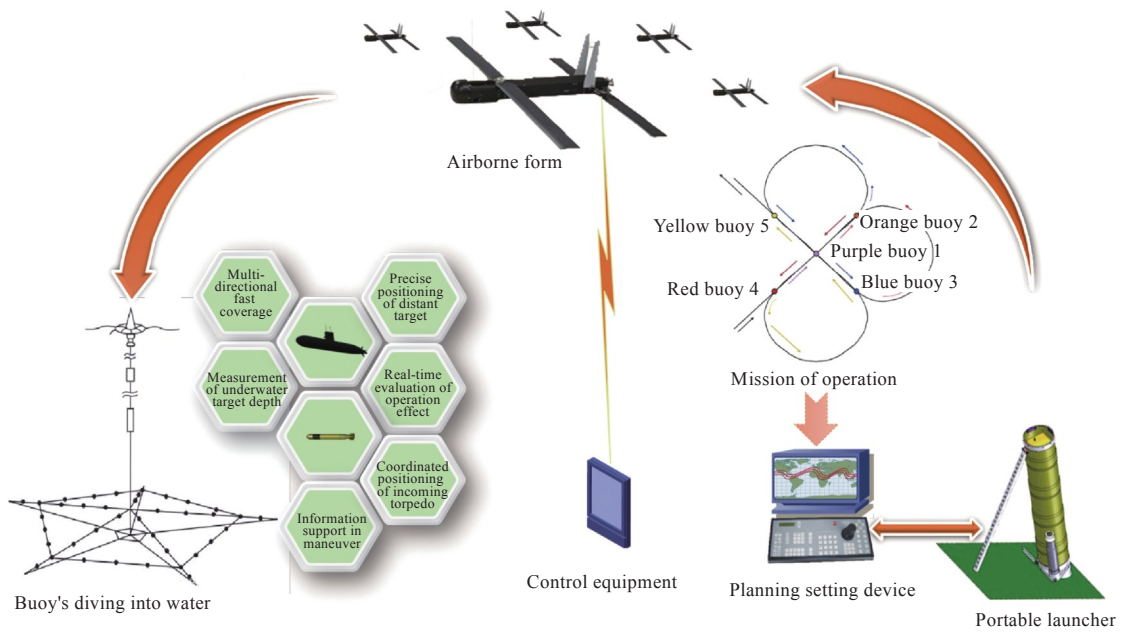 Airborne form
Yellow buoy 5
Orange buoy 2
Purple buoy 1
Red buoy 4
Blue buoy 3
Mission of operation
Multi-
directional
fast
coverage
Precise
positioning
of distant
target
Measurement
of underwater
target depth
Real-time
evaluation of
operation
effect
Coordinated
positioning
of incoming
torpedo
Information
support in
maneuver
Buoy's diving into water
Control equipment
Planning setting device
Portable launcher